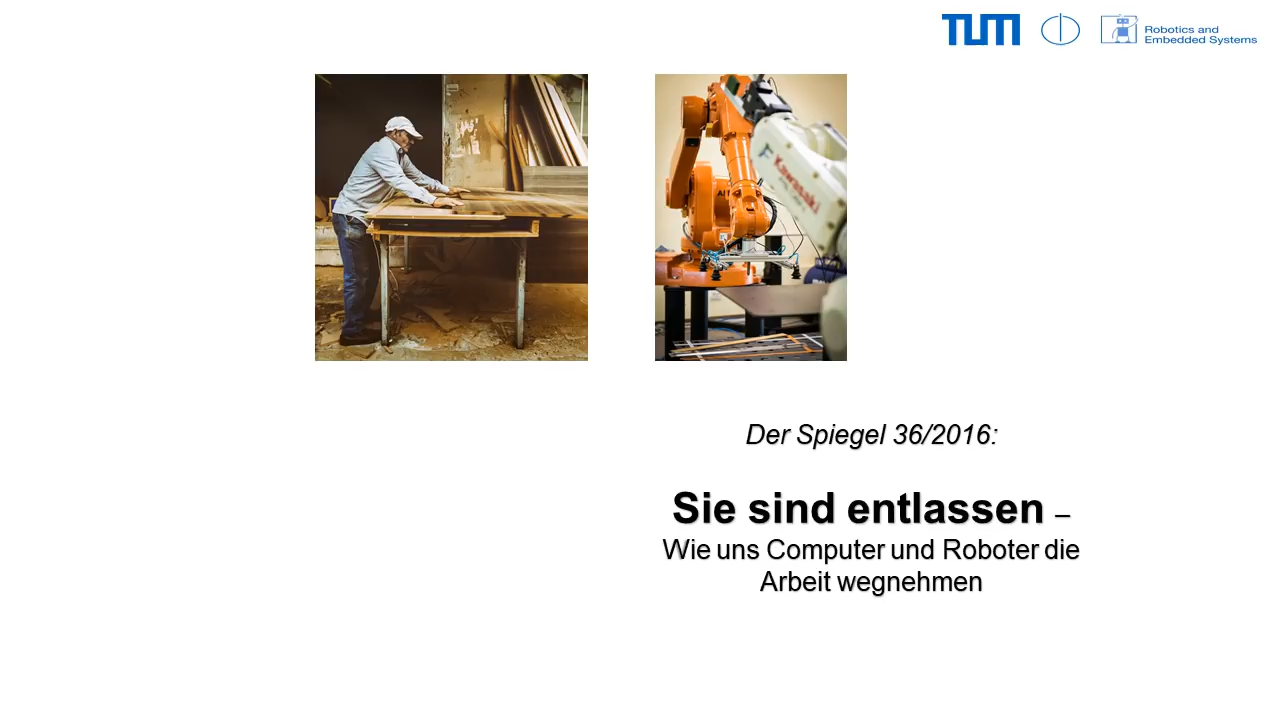 TUM
Robotics and
Embedded Systems
Kawasaki
Der Spiegel 36/2016:
Sie sind entlassen –
Wie uns Computer und Roboter die
Arbeit wegnehmen